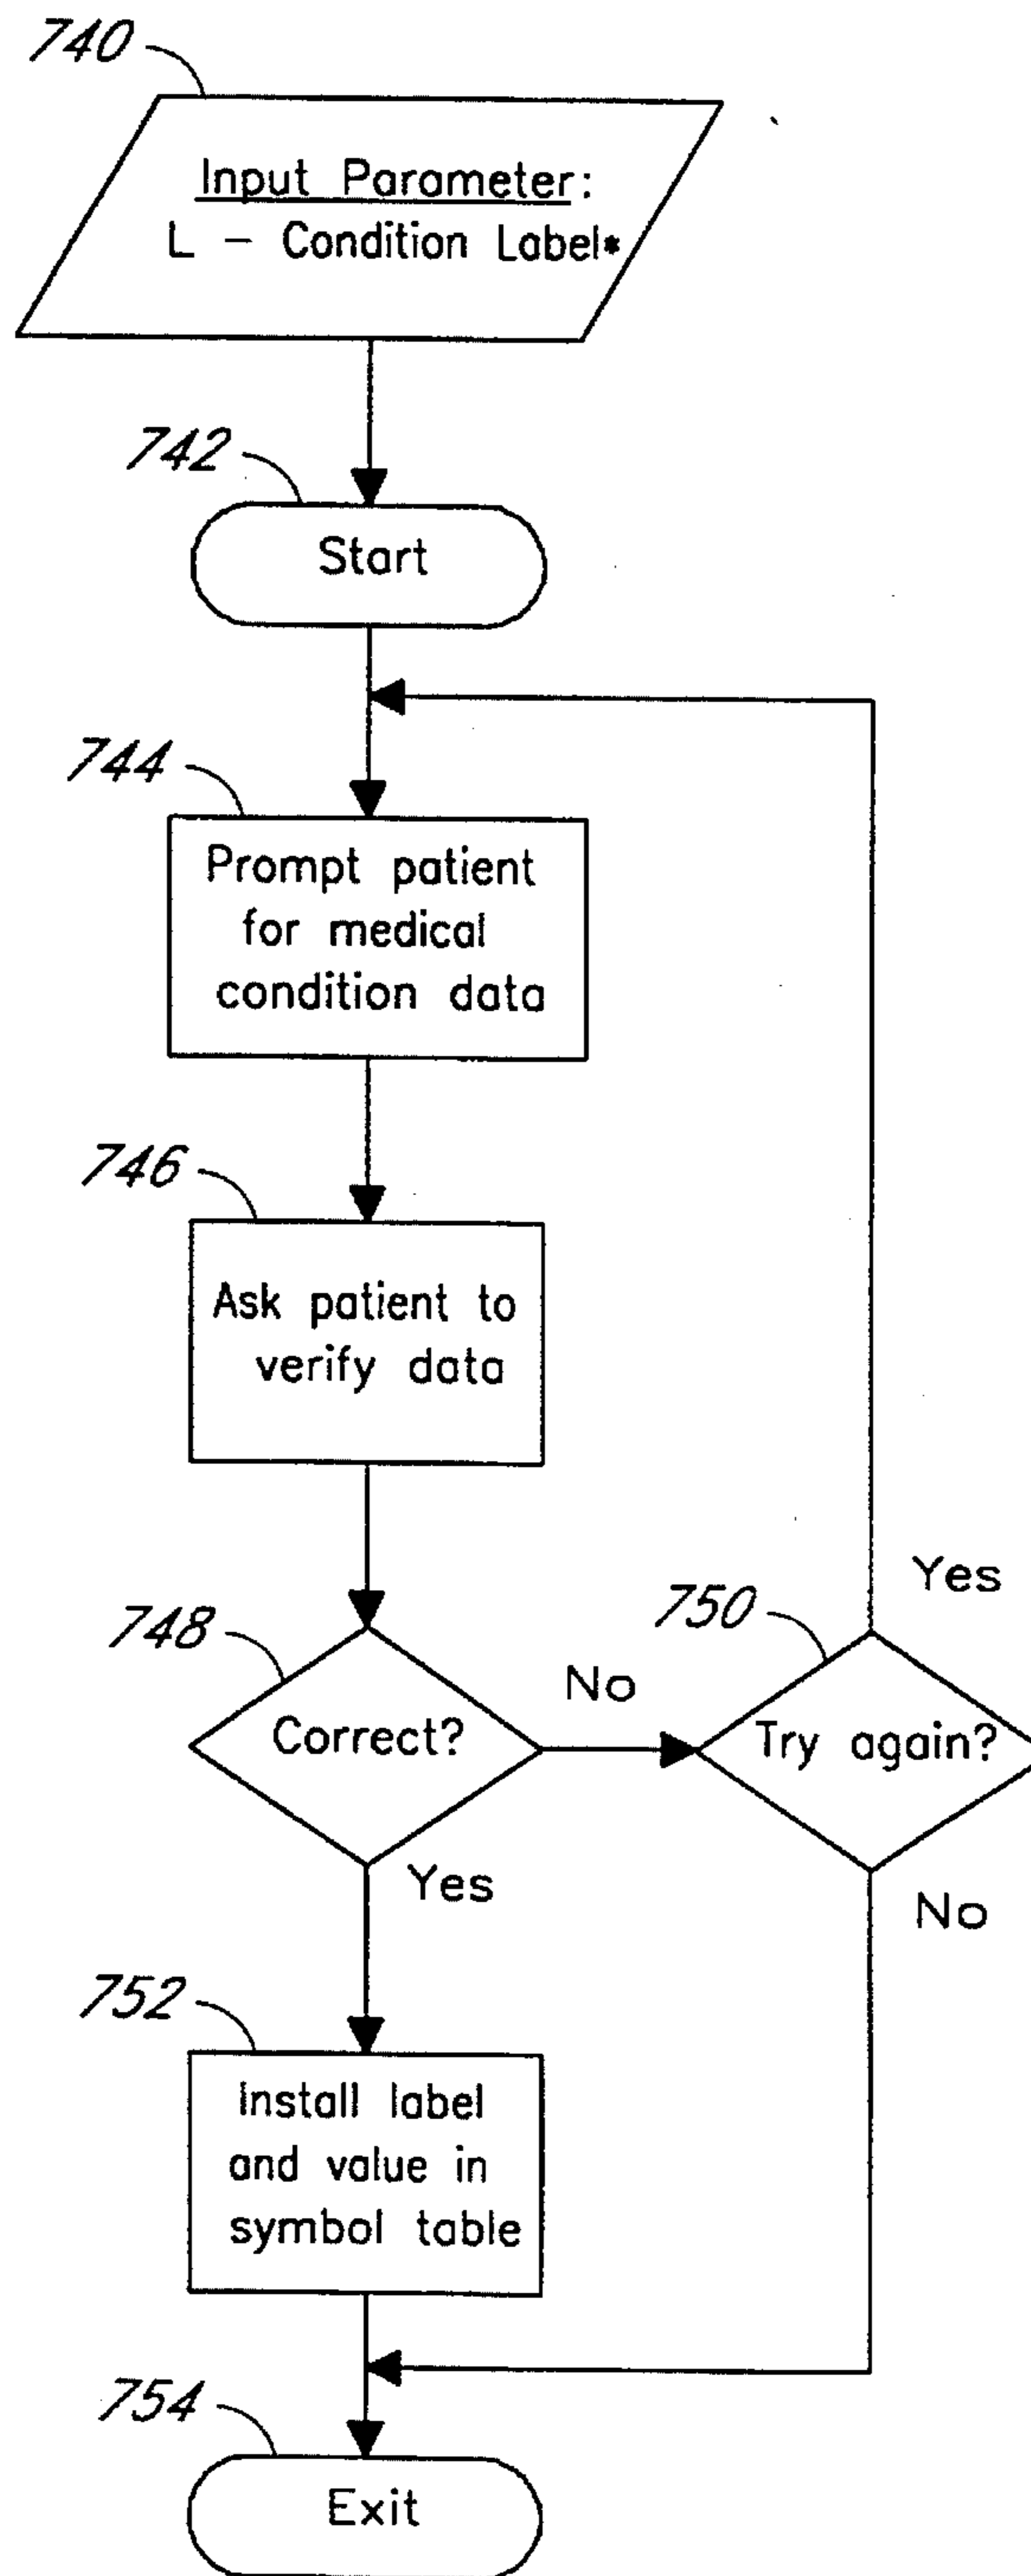 740
Input Parameter:
L - Condition Label*
742
Start
744
Prompt patient
for medical
condition data
746
Ask patient to
verify data
748
Correct?
No
750
Try again?
Yes
Yes
No
752
Install label
and value in
symbol table
754
Exit